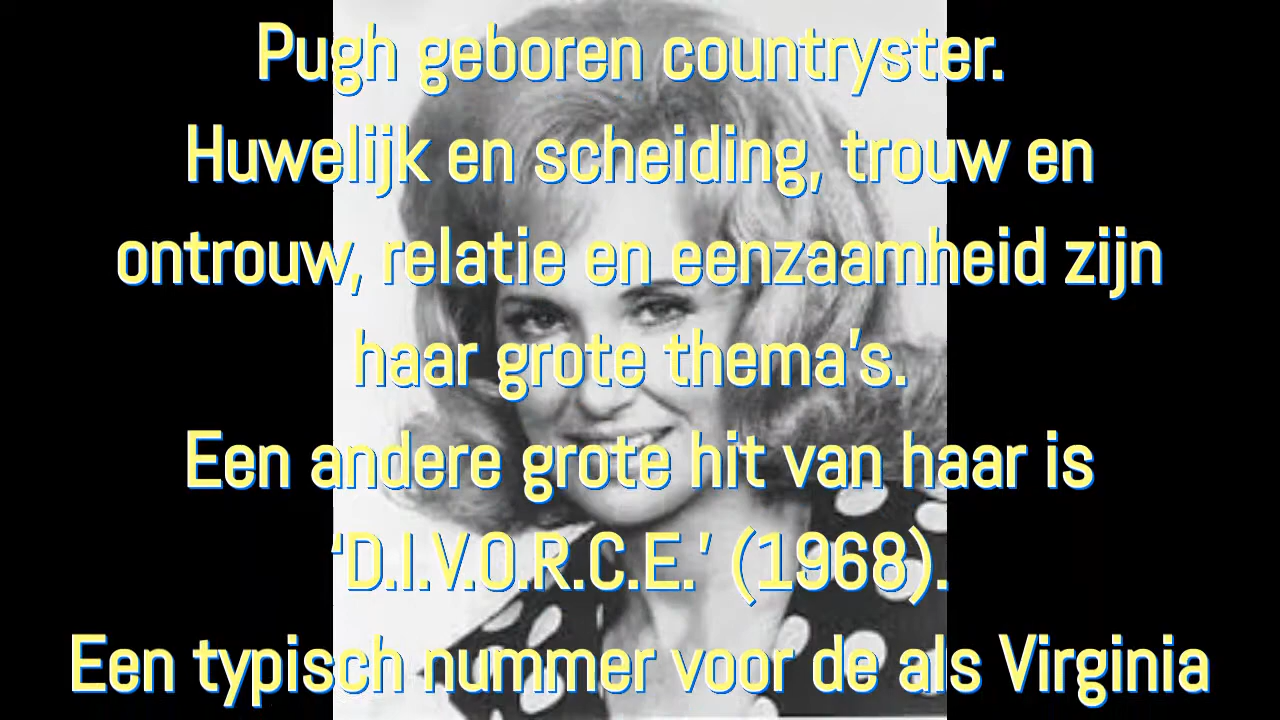 Pugh geboren countryster.
Huwelijk en scheiding, trouw en
ontrouw, relatie en eenzaamheid zijn
haar grote thema's.
Een andere grote hit van haar is
‘D.I.V.O.R.C.E.’ (1968).
Een typisch nummer voor de als Virginia